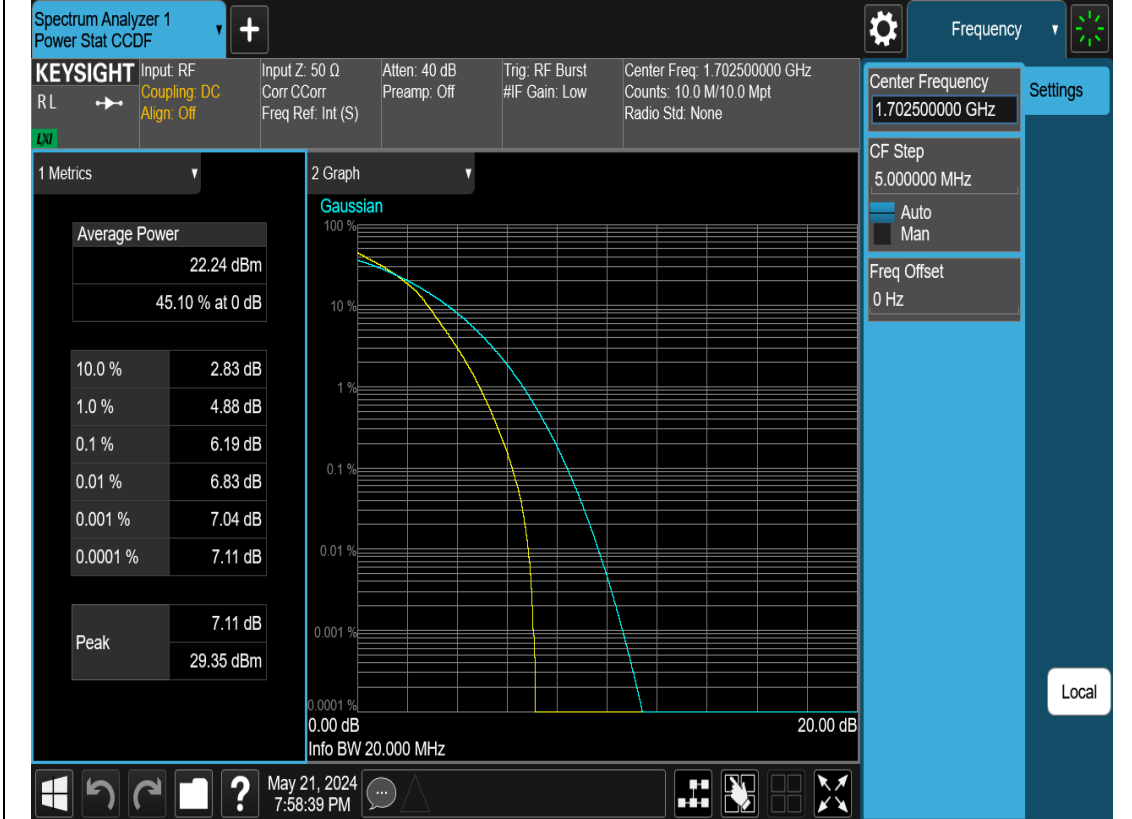 Spectrum Analyzer 1
Power Stat CCDF
▼
+
Frequency ▼
KEYSIGHT
RL
LXI
Input: RF
Coupling: DC
Align: Off
Input Z: 50 Ω
Corr CCorr
Freq Ref: Int (S)
Atten: 40 dB
Preamp: Off
Trig: RF Burst
#IF Gain: Low
Center Freq: 1.702500000 GHz
Counts: 10.0 M/10.0 Mpt
Radio Std: None
Center Frequency
1.702500000 GHz
Settings
CF Step
5.000000 MHz
Auto
Man
Freq Offset
0 Hz
Local
1 Metrics ▼
Average Power
22.24 dBm
45.10 % at 0 dB
10.0 % 2.83 dB
1.0 % 4.88 dB
0.1 % 6.19 dB
0.01 % 6.83 dB
0.001 % 7.04 dB
0.0001 % 7.11 dB
Peak
7.11 dB
29.35 dBm
2 Graph ▼
Gaussian
100 %
10 %
1 %
0.1 %
0.01 %
0.001 %
0.0001 %
0.00 dB 20.00 dB
Info BW 20.000 MHz
?
May 21, 2024
7:58:39 PM